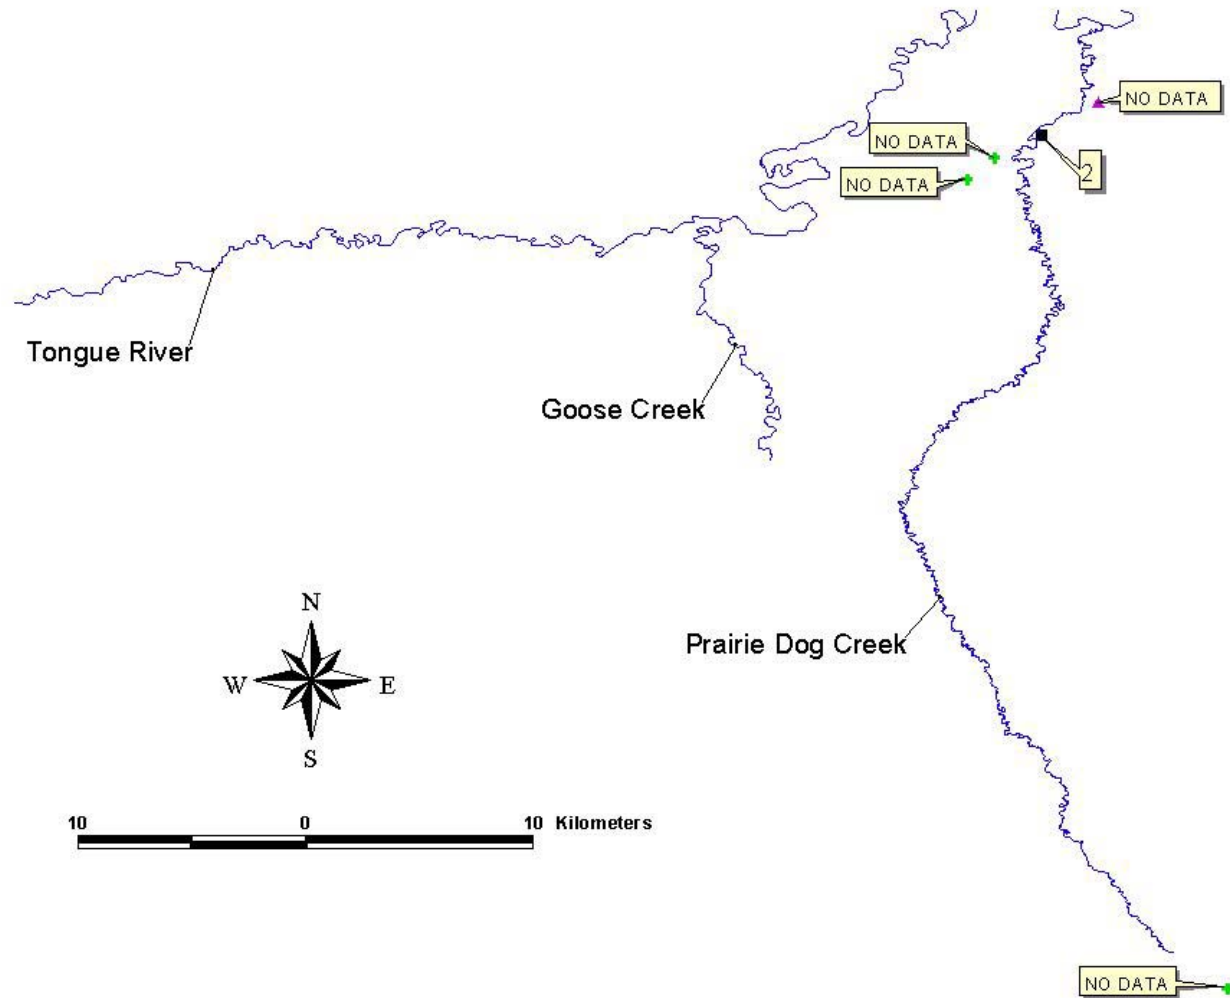 NO DATA
NO DATA
2
NO DATA
Tongue River
Goose Creek
N
Prairie Dog Creek
W E
S
10 0 10 Kilometers
NO DATA